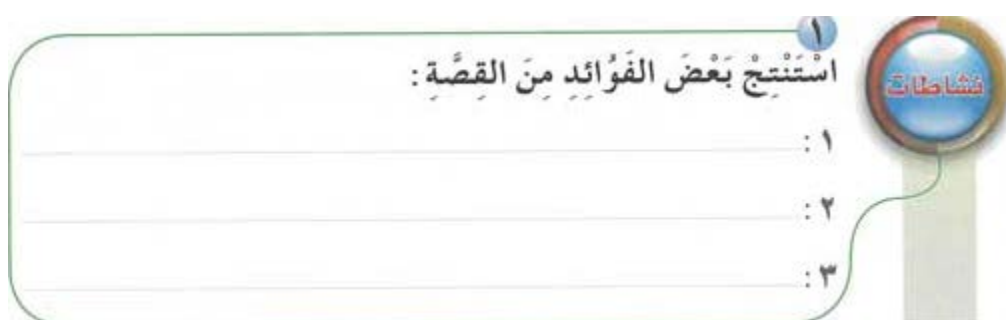 ١
نشاطات
اسْتَنْتِجْ بَعْضَ الفَوُائِدِ مِنَ القِصَّةِ :
١ :
٢ :
٣ :